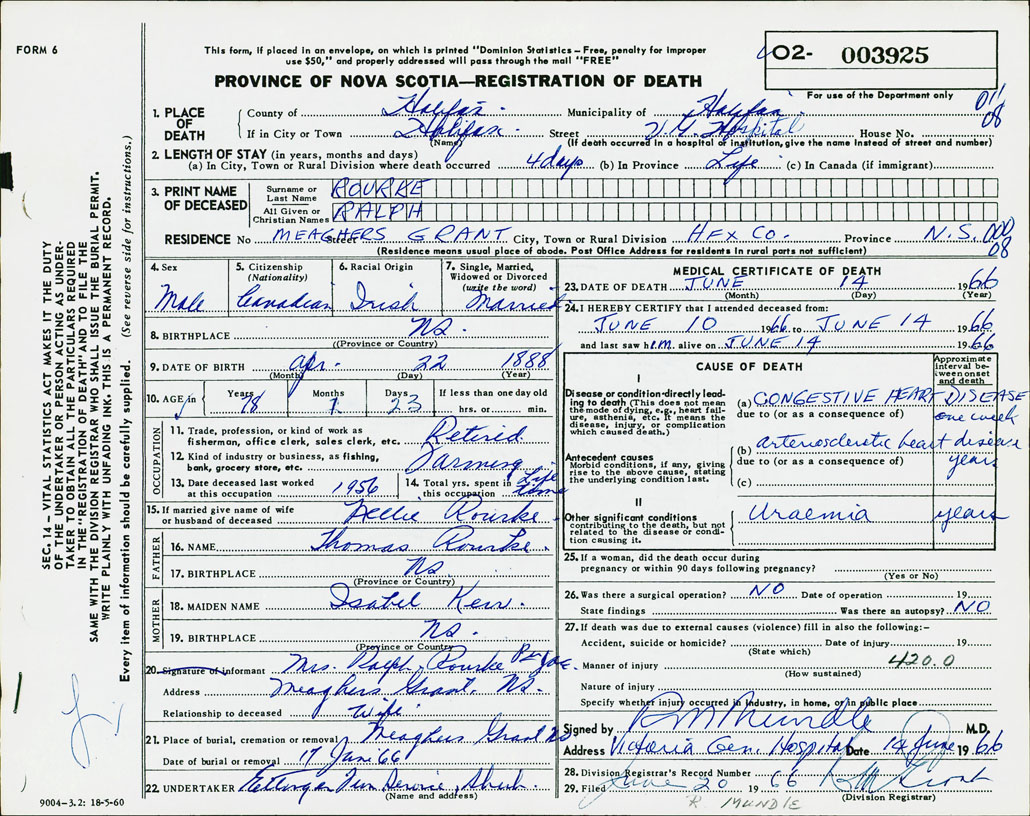 FORM 6
This form, if placed in an envelope, on which is printed "Dominion Statistics – Free, penalty for improper
use $50," and properly addressed will pass through the mail "FREE"
PROVINCE OF NOVA SCOTIA—REGISTRATION OF DEATH
02- 003925
For use of the Department only
011
08
1. PLACE OF DEATH
County of Halifax Municipality of Halifax
If in City or Town Halifax Street V.G. Hospital House No.
(Name) (If death occurred in a hospital or institution, give the name instead of street and number)
2. LENGTH OF STAY (in years, months and days)
(a) In City, Town or Rural Division where death occurred 4 days (b) In Province Life (c) In Canada (if immigrant)
3. PRINT NAME OF DECEASED
Surname or Last Name ROURKE
All Given or Christian Names RALPH
RESIDENCE No Street MEAGHERS GRANT City, Town or Rural Division HFX CO. Province N.S. 000
08
(Residence means usual place of abode. Post Office Address for residents in rural parts not sufficient)
4. Sex Male
5. Citizenship (Nationality) Canadian
6. Racial Origin Irish
7. Single, Married, Widowed or Divorced (write the word) Married
8. BIRTHPLACE NS.
(Province or Country)
9. DATE OF BIRTH Apr. 22 1888
(Month) (Day) (Year)
10. AGE in Years 78 Months 1 Days 23 If less than one day old hrs. or min.
OCCUPATION
11. Trade, profession, or kind of work as
fisherman, office clerk, sales clerk, etc. Retired
12. Kind of industry or business, as fishing,
bank, grocery store, etc. Farming
13. Date deceased last worked
at this occupation 1956
14. Total yrs. spent in
this occupation Life time
15. If married give name of wife
or husband of deceased Nellie Rourke
FATHER
16. NAME Thomas Rourke.
17. BIRTHPLACE NS
(Province or Country)
MOTHER
18. MAIDEN NAME Isabel Kerr.
19. BIRTHPLACE NS.
(Province or Country)
20. Signature of informant Mrs. Ralph Rourke Per
Address Meaghers Grant. NS.
Relationship to deceased Wife
21. Place of burial, cremation or removal Meaghers Grant NS
Date of burial or removal 17 June '66
22. UNDERTAKER Ettinger Fun Service, Shub.
(Name and address)
MEDICAL CERTIFICATE OF DEATH
23. DATE OF DEATH JUNE 14 1966
(Month) (Day) (Year)
24. I HEREBY CERTIFY that I attended deceased from:
JUNE 10 1966 to JUNE 14 1966
and last saw h I.M. alive on JUNE 14 1966
CAUSE OF DEATH
Approximate interval between onset and death
I
Disease or condition directly leading to death (This does not mean the mode of dying, e.g., heart failure, asthenia, etc. It means the disease, injury, or complication which caused death.)
(a) CONGESTIVE HEART DISEASE
due to (or as a consequence of) one week
Antecedent causes
Morbid conditions, if any, giving rise to the above cause, stating the underlying condition last.
(b) arteriosclerotic heart disease
due to (or as a consequence of) years
(c)
II
Other significant conditions
contributing to the death, but not related to the disease or condition causing it.
Uraemia years
25. If a woman, did the death occur during
pregnancy or within 90 days following pregnancy?
(Yes or No)
26. Was there a surgical operation? NO Date of operation 19
State findings Was there an autopsy? NO
27. If death was due to external causes (violence) fill in also the following:–
Accident, suicide or homicide? Date of injury 19
(State which)
420.0
Manner of injury
(How sustained)
Nature of injury
Specify whether injury occurred in industry, in home, or in public place
Signed by R M Mundle M.D.
Address Victoria Gen. Hospital Date 14 June 1966
28. Division Registrar's Record Number
29. Filed June 20 1966
(Division Registrar)
R. MUNDLE
9004–3.2: 18-5-60
SEC. 14 – VITAL STATISTICS ACT MAKES IT THE DUTY
OF THE UNDERTAKER OR PERSON ACTING AS UNDER-
TAKER TO OBTAIN ALL THE PARTICULARS REQUIRED
IN THE "REGISTRATION OF DEATH" AND TO FILE THE
SAME WITH THE DIVISION REGISTRAR WHO SHALL ISSUE THE BURIAL PERMIT.
WRITE PLAINLY WITH UNFADING INK. THIS IS A PERMANENT RECORD.
Every item of information should be carefully supplied. (See reverse side for instructions.)